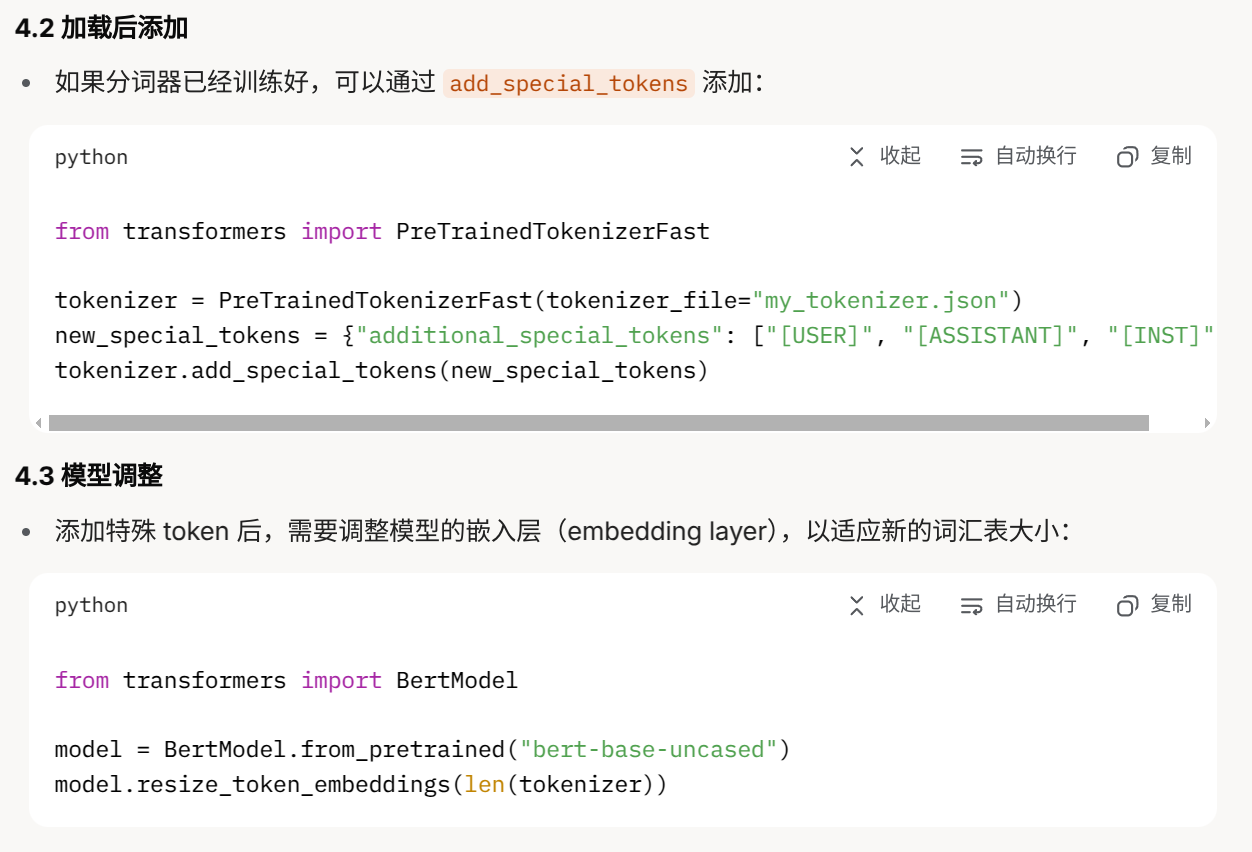 4.2 加载后添加
• 如果分词器已经训练好，可以通过 add_special_tokens 添加：
python 收起 自动换行 复制
from transformers import PreTrainedTokenizerFast
tokenizer = PreTrainedTokenizerFast(tokenizer_file="my_tokenizer.json")
new_special_tokens = {"additional_special_tokens": ["[USER]", "[ASSISTANT]", "[INST]"
tokenizer.add_special_tokens(new_special_tokens)
4.3 模型调整
• 添加特殊 token 后，需要调整模型的嵌入层（embedding layer），以适应新的词汇表大小：
python 收起 自动换行 复制
from transformers import BertModel
model = BertModel.from_pretrained("bert-base-uncased")
model.resize_token_embeddings(len(tokenizer))